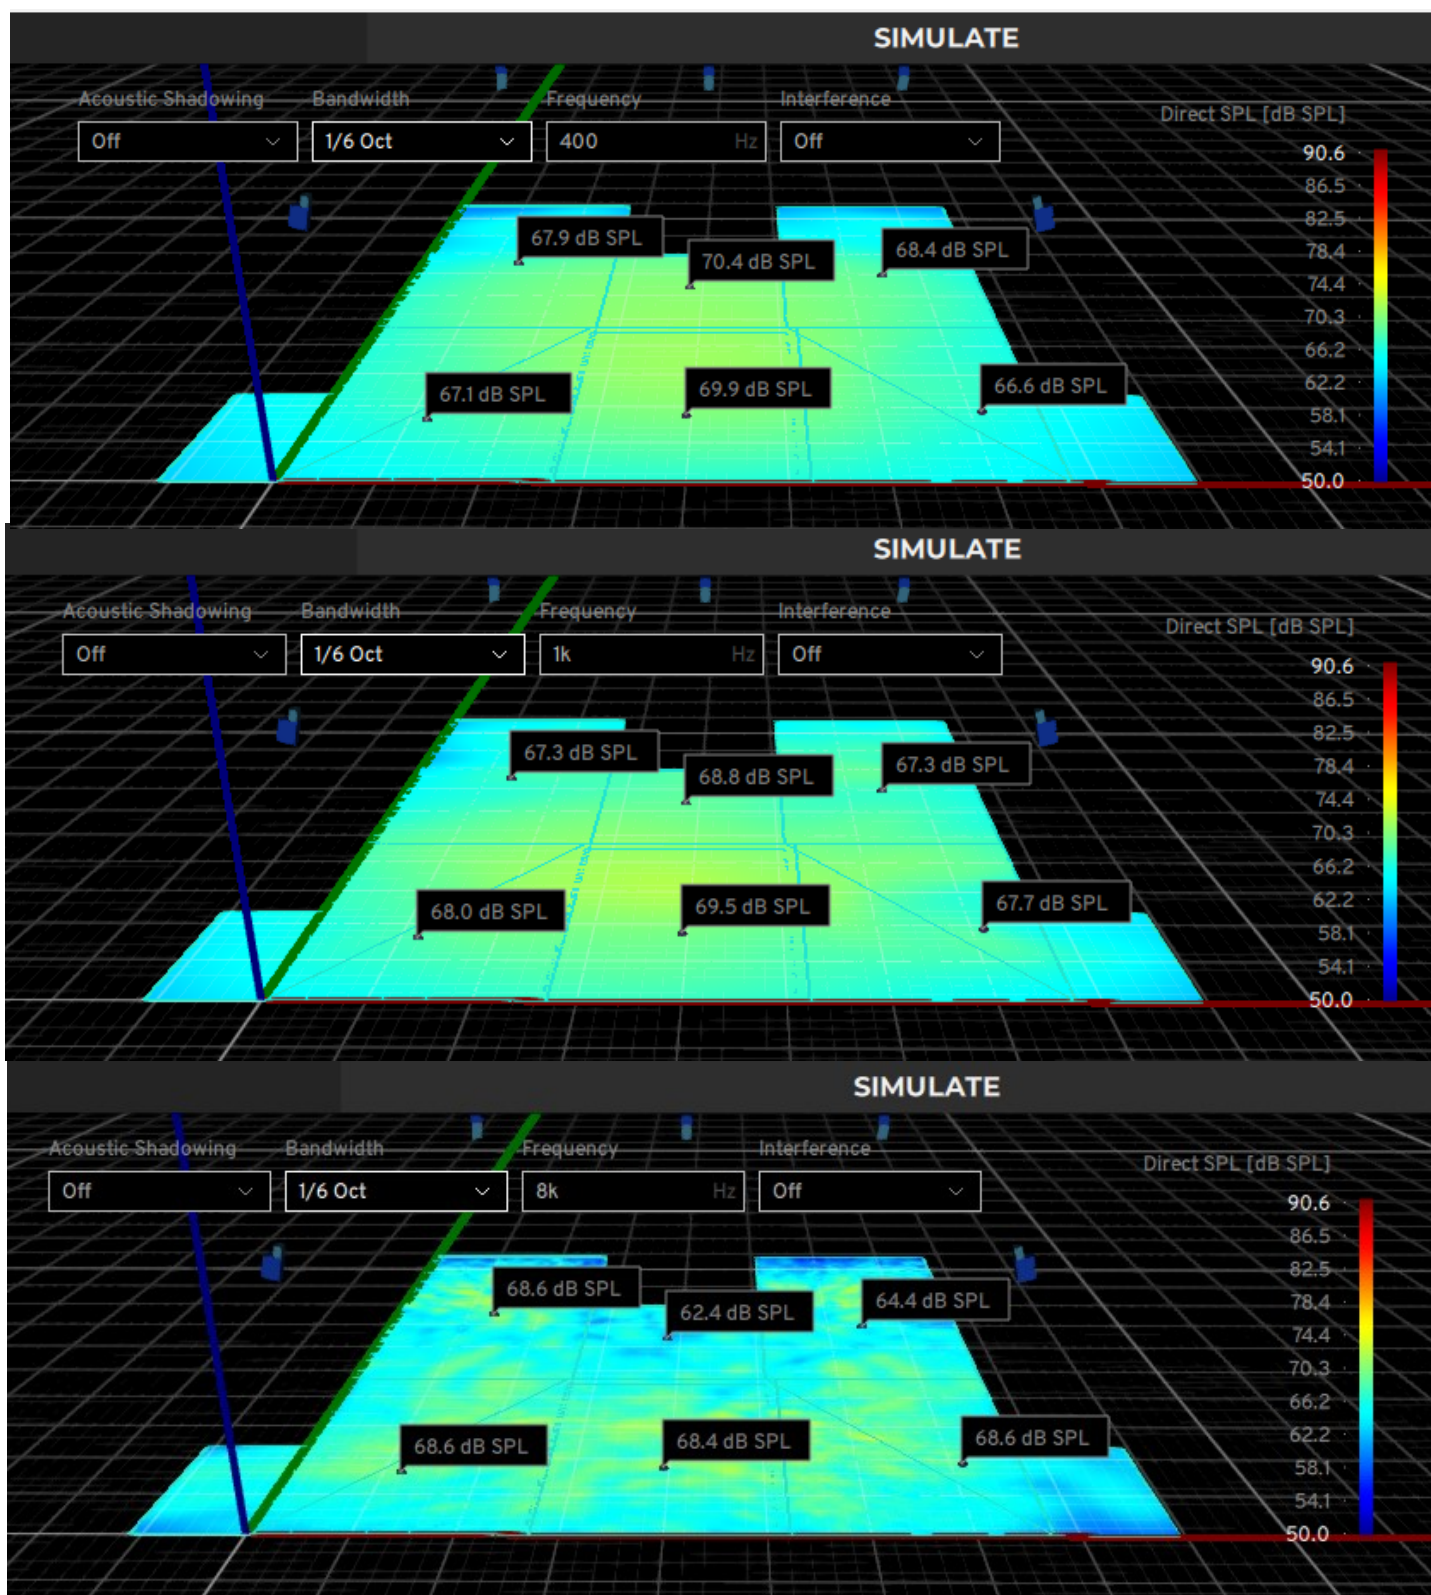 SIMULATE
Acoustic Shadowing Bandwidth Frequency Interference
Direct SPL [dB SPL]
Off 1/6 Oct 400 Hz Off
90.6
86.5
82.5
78.4
74.4
70.3
66.2
62.2
58.1
54.1
50.0
67.9 dB SPL
70.4 dB SPL
68.4 dB SPL
67.1 dB SPL
69.9 dB SPL
66.6 dB SPL
SIMULATE
Acoustic Shadowing Bandwidth Frequency Interference
Direct SPL [dB SPL]
Off 1/6 Oct 1k Hz Off
90.6
86.5
82.5
78.4
74.4
70.3
66.2
62.2
58.1
54.1
50.0
67.3 dB SPL
68.8 dB SPL
67.3 dB SPL
68.0 dB SPL
69.5 dB SPL
67.7 dB SPL
SIMULATE
Acoustic Shadowing Bandwidth Frequency Interference
Direct SPL [dB SPL]
Off 1/6 Oct 8k Hz Off
90.6
86.5
82.5
78.4
74.4
70.3
66.2
62.2
58.1
54.1
50.0
68.6 dB SPL
62.4 dB SPL
64.4 dB SPL
68.6 dB SPL
68.4 dB SPL
68.6 dB SPL